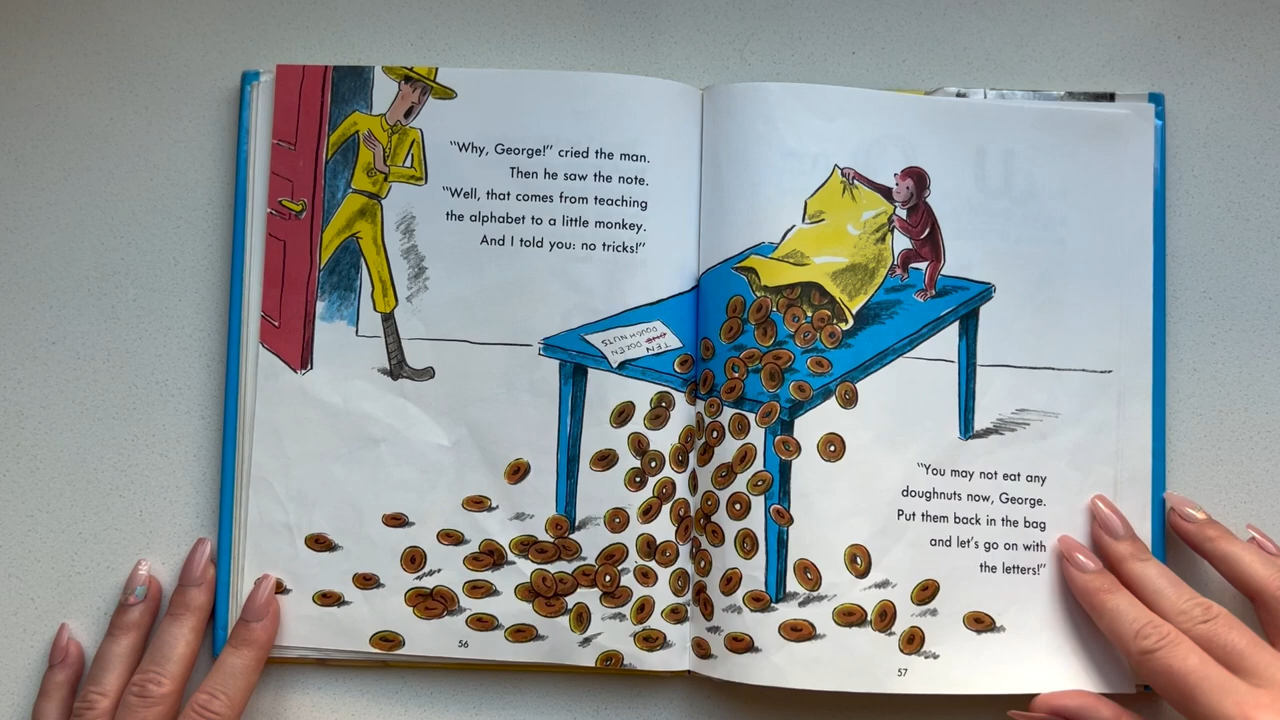 “Why, George!” cried the man.
Then he saw the note.
“Well, that comes from teaching
the alphabet to a little monkey.
And I told you: no tricks!”
TEN
ONE DOZEN
DOUGHNUTS
“You may not eat any
doughnuts now, George.
Put them back in the bag
and let’s go on with
the letters!”
56
57